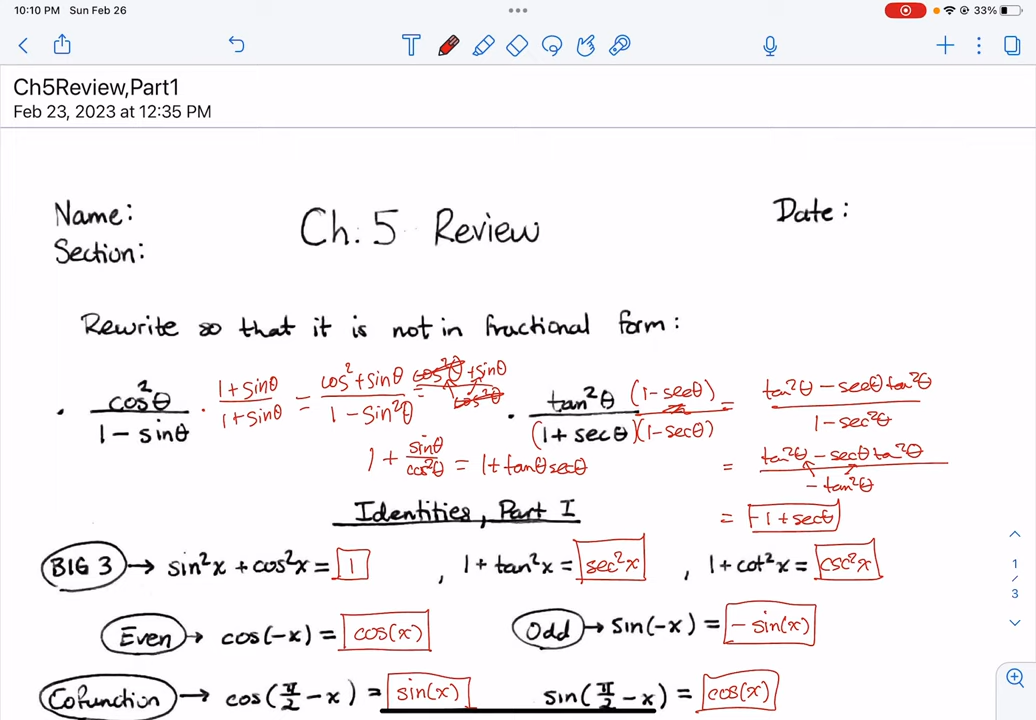 10:10 PM Sun Feb 26 33%
Ch5Review,Part1
Feb 23, 2023 at 12:35 PM
Name: Ch. 5 Review Date:
Section:
Rewrite so that it is not in fractional form:
· cos²θ / (1 - sinθ) · (1 + sinθ) / (1 + sinθ) = (cos² + sinθ) / (1 - sin²θ) = (cos²θ + sinθ) / cos²θ
1 + sinθ / cos²θ = 1 + tanθ secθ
· tan²θ (1 - secθ) / (1 + secθ)(1 - secθ) = (tan²θ - secθ tan²θ) / (1 - sec²θ)
= (tan²θ - secθ tan²θ) / - tan²θ
= -1 + secθ
Identities, Part I
BIG 3 → sin²x + cos²x = 1 , 1 + tan²x = sec²x , 1 + cot²x = csc²x
Even → cos(-x) = cos(x) Odd → sin(-x) = - sin(x)
Cofunction → cos(π/2 - x) = sin(x) sin(π/2 - x) = cos(x)
1
/
3